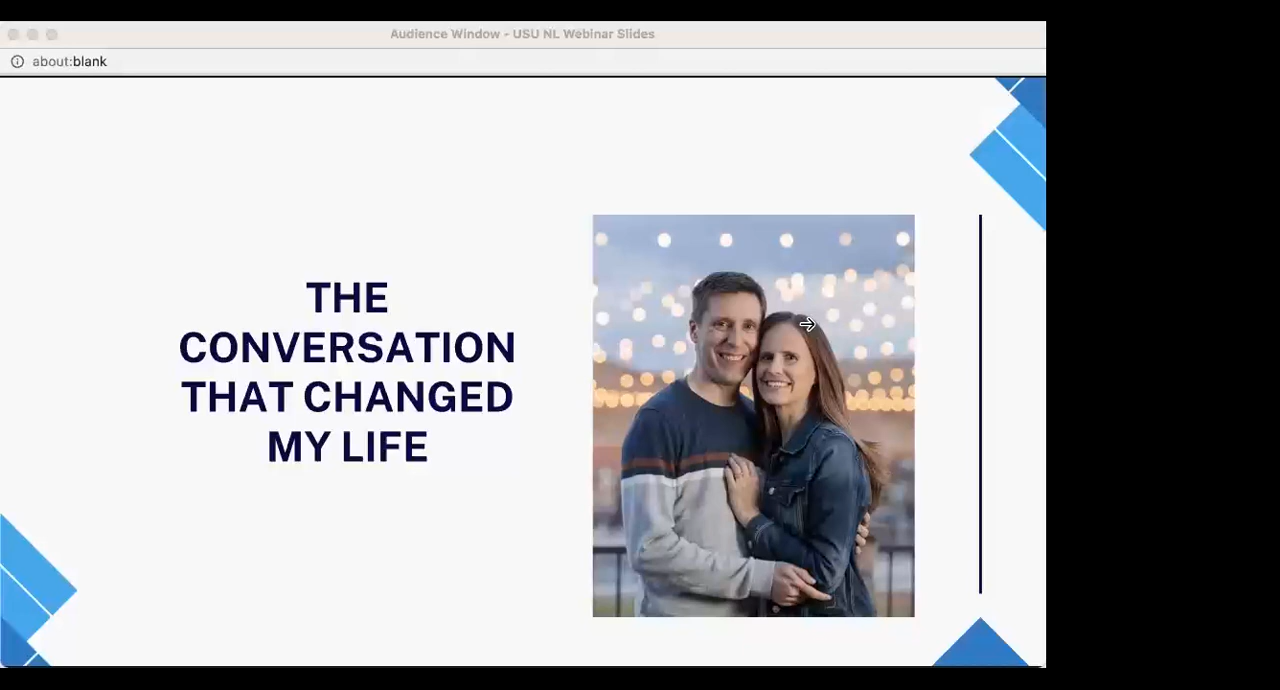 Audience Window - USU NL Webinar Slides
about:blank
THE
CONVERSATION
THAT CHANGED
MY LIFE